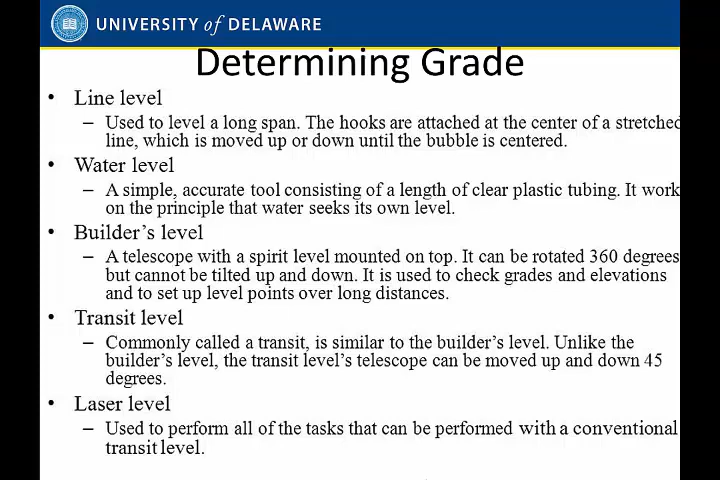 UNIVERSITY of DELAWARE
Determining Grade
• Line level
– Used to level a long span. The hooks are attached at the center of a stretched
line, which is moved up or down until the bubble is centered.
• Water level
– A simple, accurate tool consisting of a length of clear plastic tubing. It work
on the principle that water seeks its own level.
• Builder’s level
– A telescope with a spirit level mounted on top. It can be rotated 360 degrees
but cannot be tilted up and down. It is used to check grades and elevations
and to set up level points over long distances.
• Transit level
– Commonly called a transit, is similar to the builder’s level. Unlike the
builder’s level, the transit level’s telescope can be moved up and down 45
degrees.
• Laser level
– Used to perform all of the tasks that can be performed with a conventional
transit level.